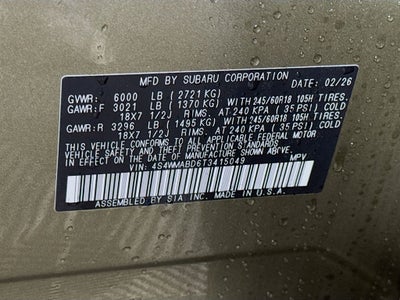 MFD BY SUBARU CORPORATION 02/26
GVWR: 6000 LB (2721 KG)
GAWR:F 3021 LB (1370 KG) WITH 245/60R18 105H TIRES,
18X7 1/2J RIMS, AT 240 KPA (35 PSI) COLD
GAWR:R 3296 LB (1495 KG) WITH 245/60R18 105H TIRES,
18X7 1/2J RIMS, AT 240 KPA (35 PSI) COLD
THIS VEHICLE CONFORMS TO ALL APPLICABLE FEDERAL MOTOR
VEHICLE SAFETY, BUMPER, AND THEFT PREVENTION STANDARDS
IN EFFECT ON THE DATE OF MANUFACTURE SHOWN ABOVE.
VIN: 4S4WMABD6T3415049 MPV
ASSEMBLED BY SIA INC. MADE IN U.S.A.